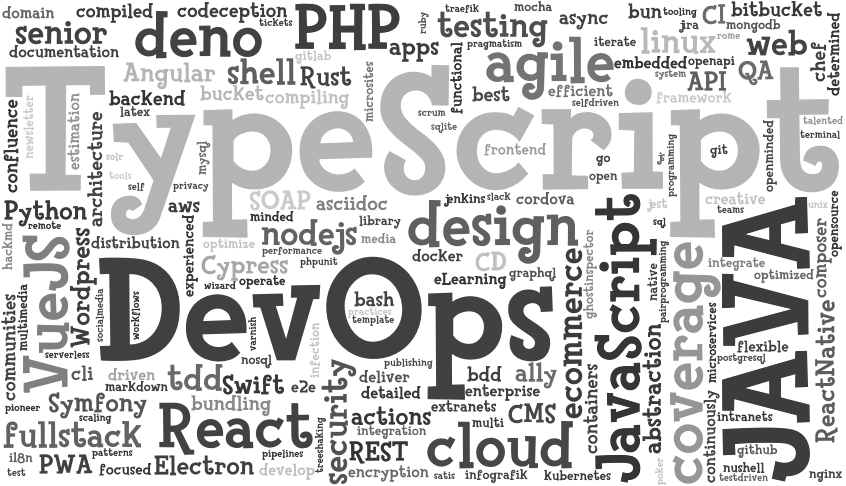 domain
compiled
codeception
tickets
PHP
traefik
ruby
mocha
async
bun
tooling
CI
bitbucket
senior
deno
testing
jra
mongodb
documentation
gitlab
apps
pragmatism
iterate
linux
rome
web
chef
determined
Angular
shell
Rust
microsites
functional
agile
embedded
openapi
system
API
QA
backend
bucket
compiling
best
efficient
selfdriven
framework
confluence
newsletter
estimation
latex
scrum
sqlite
talented
terminal
TypeScript
architecture
solr
tools
self
privacy
mysql
frontend
go
open
programming
git
openminded
Python
remote
aws
SOAP
minded
asciidoc
jenkins
slack
cordova
jest
creative
teams
unix
opensource
hackmd
VueJS
Wordpress
distribution
experienced
optimize
nodejs
library
media
performance
phpunit
design
docker
CD
sql
native
pairprogramming
coverage
integrate
optimized
composer
JAVA
Cypress
wizard
operate
eLearning
graphql
ecommerce
ghostinspector
JavaScript
communities
multimedia
socialmedia
workflows
DevOps
bash
practices
template
varnish
nosql
infection
publishing
microservices
flexible
postgresql
ReactNative
serverless
cli
driven
markdown
tdd
Swift
e2e
deliver
detailed
bdd
ally
enterprise
containers
abstraction
pioneer
Symfony
scaling
bundling
security
actions
integration
extranets
multi
CMS
continuously
intranets
fullstack
patterns
React
pipelines
treeshaking
REST
cloud
github
i18n
test
PWA
focused
Electron
develop
encryption
satis
infografik
Kubernetes
poker
nushell
testdriven
nginx